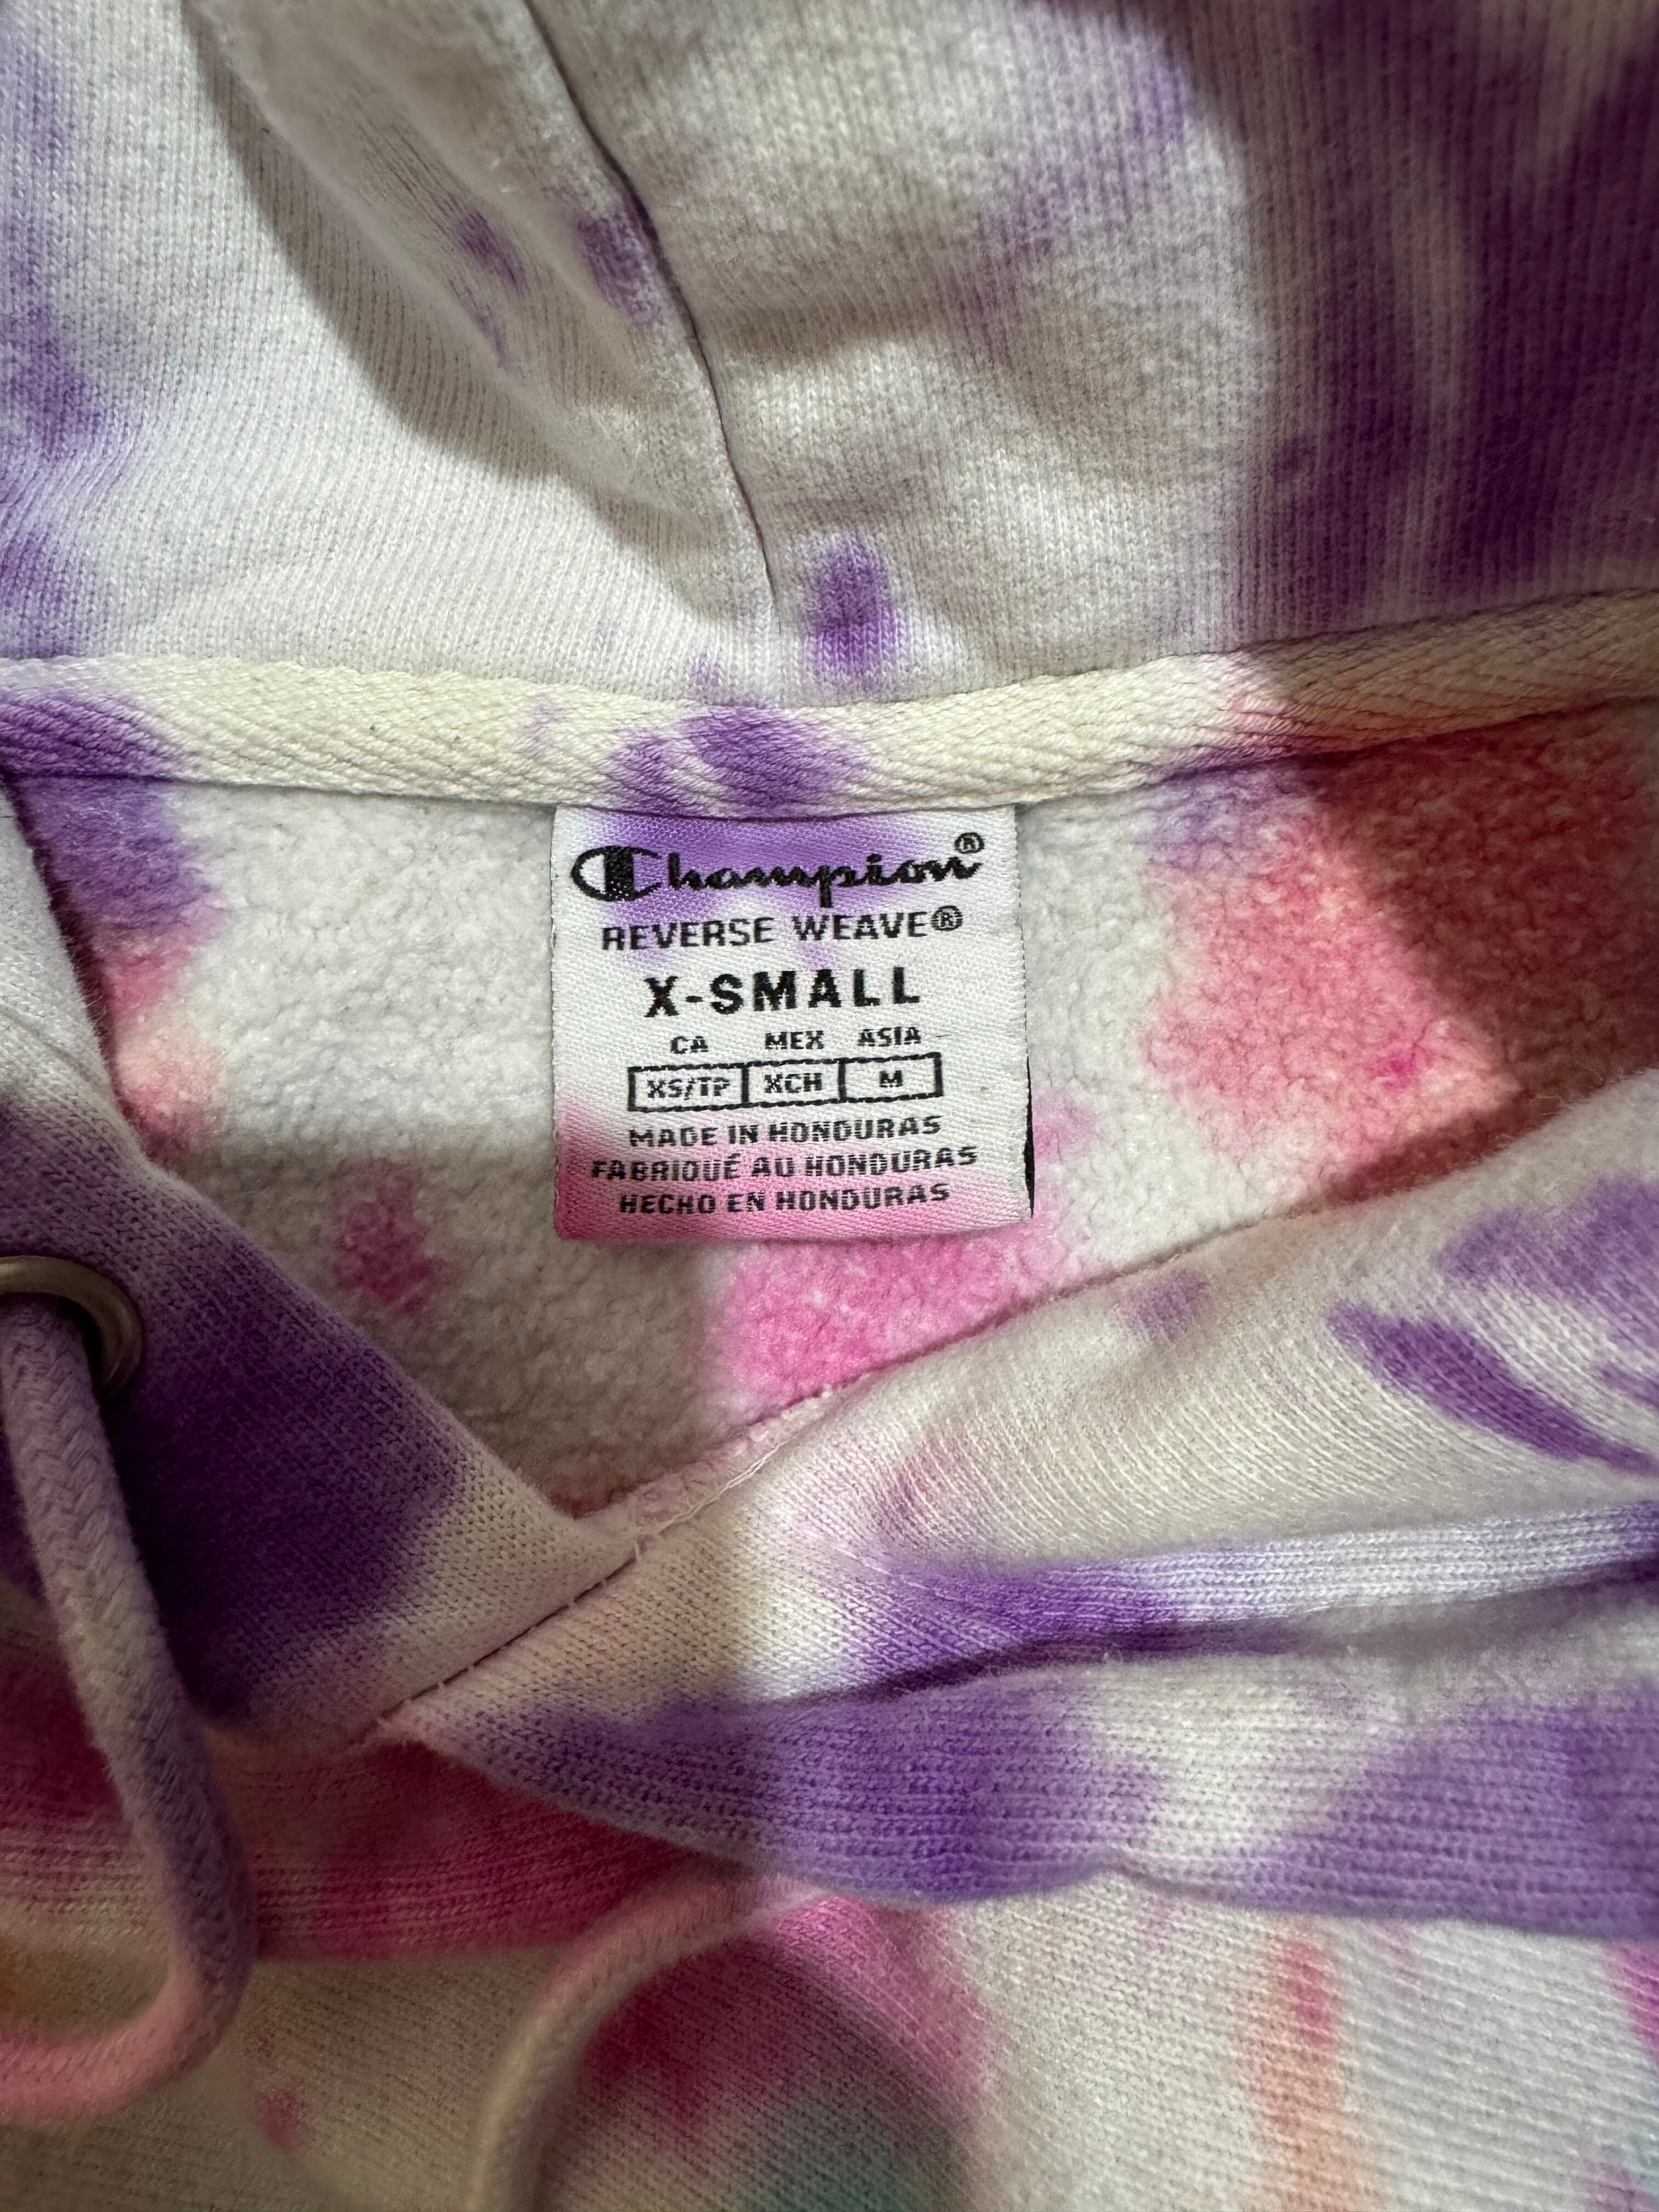 Champion®
REVERSE WEAVE®
X-SMALL
CA MEX ASIA
XS/TP XCH M
MADE IN HONDURAS
FABRIQUÉ AU HONDURAS
HECHO EN HONDURAS